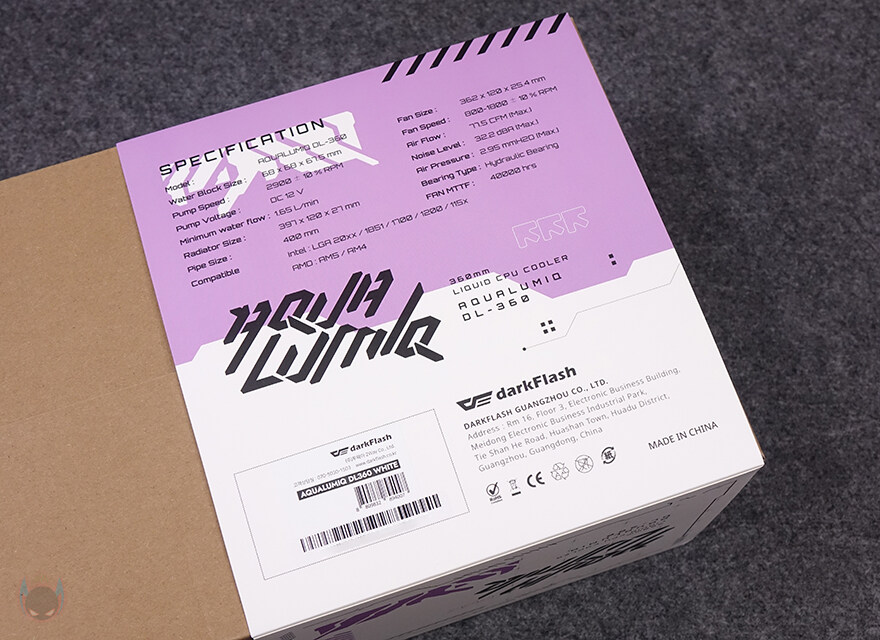 SPECIFICATION
Model : AQUALUMIQ DL-360
Water Block Size : 68 x 68 x 67.5 mm
Pump Speed : 2900 ± 10 % RPM
Pump Voltage : DC 12 V
Minimum water flow : 1.65 L/min
Radiator Size : 397 x 120 x 27 mm
Pipe Size : 400 mm
Compatible Intel : LGA 20xx / 1851 / 1700 / 1200 / 115x
AMD : AM5 / AM4
Fan Size : 362 x 120 x 25.4 mm
Fan Speed : 800-1800 ± 10 % RPM
Air Flow : 77.5 CFM (Max.)
Noise Level : 32.2 dBA (Max.)
Air Pressure : 2.95 mmH2O (Max.)
Bearing Type : Hydraulic Bearing
FAN MTTF : 40000 hrs
AQUA
LUMIQ
360mm
LIQUID CPU COOLER
AQUALUMIQ
DL-360
darkFlash
DARKFLASH GUANGZHOU CO., LTD.
Address : Rm 16, Floor 3, Electronic Business Building,
Meidong Electronic Business Industrial Park,
Tie Shan He Road, Huashan Town, Huadu District,
Guangzhou, Guangdong, China
MADE IN CHINA
CE
darkFlash
www.darkflash.co.kr
AQUALUMIQ DL360 WHITE